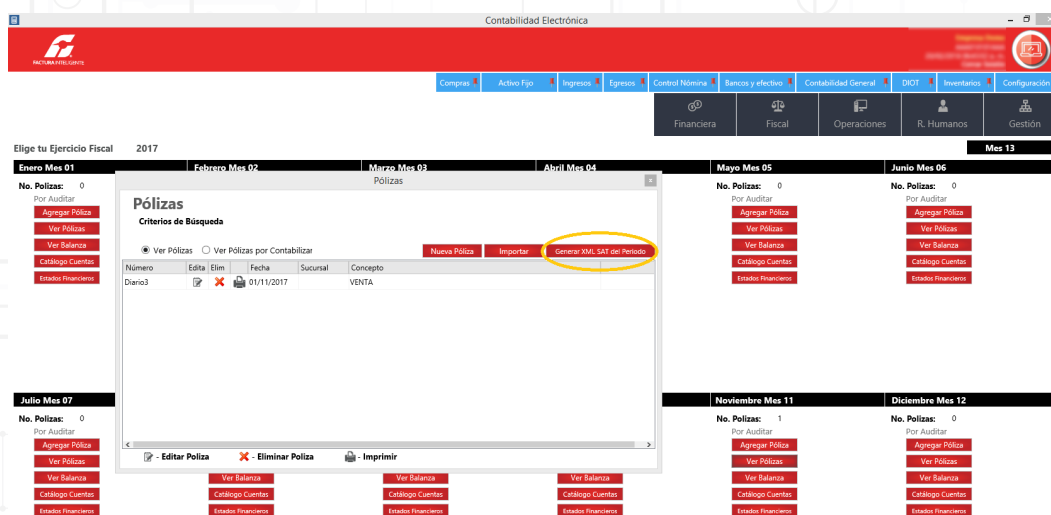 Contabilidad Electrónica
FACTURA INTELIGENTE
Compras Activo Fijo Ingresos Egresos Control Nómina Bancos y efectivo Contabilidad General DIOT Inventarios Configuración
Financiera Fiscal Operaciones R. Humanos Gestión
Elige tu Ejercicio Fiscal 2017 Mes 13
Enero Mes 01 Febrero Mes 02 Marzo Mes 03 Abril Mes 04 Mayo Mes 05 Junio Mes 06
Pólizas
No. Polizas: 0 No. Polizas: 0 No. Polizas: 0
Por Auditar Por Auditar Por Auditar
Agregar Póliza Agregar Póliza Agregar Póliza
Ver Pólizas Ver Pólizas Ver Pólizas
Ver Balanza Ver Balanza Ver Balanza
Catálogo Cuentas Catálogo Cuentas Catálogo Cuentas
Estados Financieros Estados Financieros Estados Financieros
Pólizas
Criterios de Búsqueda
Ver Pólizas Ver Pólizas por Contabilizar Nueva Póliza Importar Generar XML SAT del Periodo
Número Edita Elim Fecha Sucursal Concepto
Diario3 01/11/2017 VENTA
- Editar Poliza - Eliminar Poliza - Imprimir
Julio Mes 07 Noviembre Mes 11 Diciembre Mes 12
No. Polizas: 0 No. Polizas: 1 No. Polizas: 0
Por Auditar Por Auditar Por Auditar
Agregar Póliza Agregar Póliza Agregar Póliza
Ver Pólizas Ver Pólizas Ver Pólizas
Ver Balanza Ver Balanza Ver Balanza Ver Balanza Ver Balanza Ver Balanza
Catálogo Cuentas Catálogo Cuentas Catálogo Cuentas Catálogo Cuentas Catálogo Cuentas Catálogo Cuentas
Estados Financieros Estados Financieros Estados Financieros Estados Financieros Estados Financieros Estados Financieros